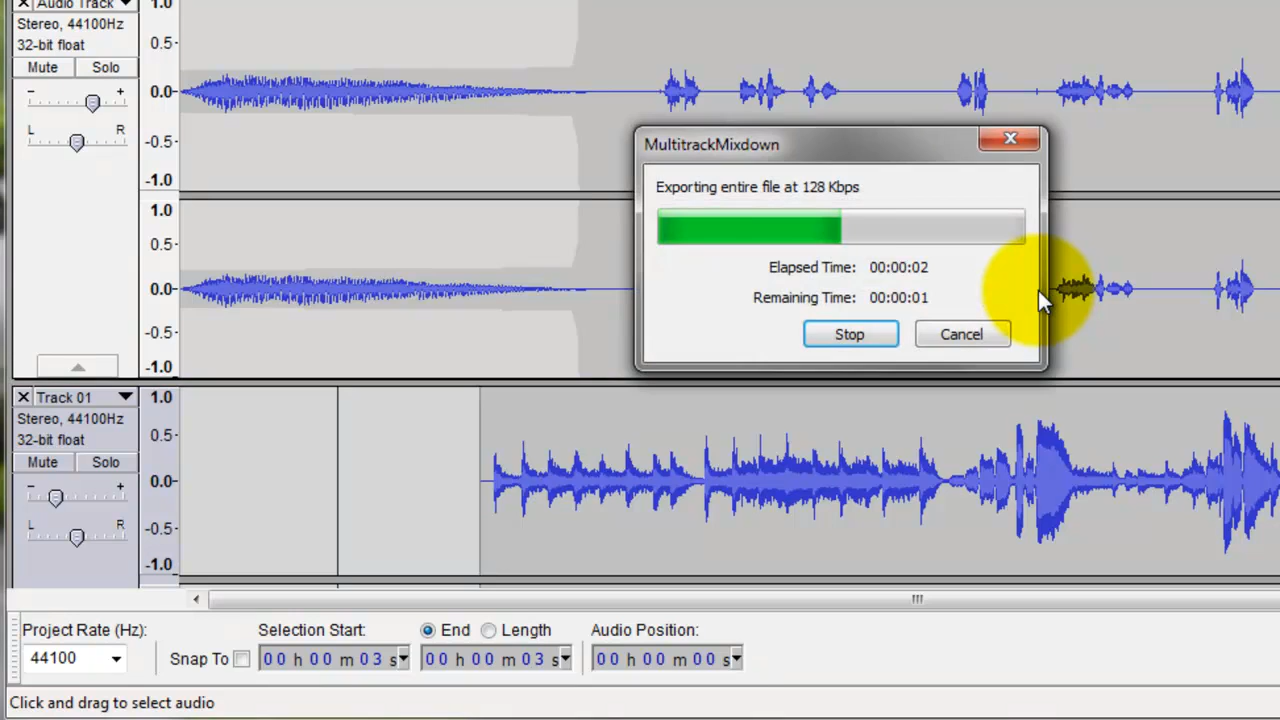 Audio Track
Stereo, 44100Hz
32-bit float
Mute Solo
- +
L R
1.0
0.5-
0.0-
-0.5-
-1.0
1.0
0.5-
0.0-
-0.5-
-1.0
MultitrackMixdown
Exporting entire file at 128 Kbps
Elapsed Time: 00:00:02
Remaining Time: 00:00:01
Stop Cancel
Track 01
Stereo, 44100Hz
32-bit float
Mute Solo
- +
L R
1.0
0.5-
0.0-
-0.5-
-1.0
Project Rate (Hz):
44100
Snap To
Selection Start:
00 h 00 m 03 s
End Length
00 h 00 m 03 s
Audio Position:
00 h 00 m 00 s
Click and drag to select audio